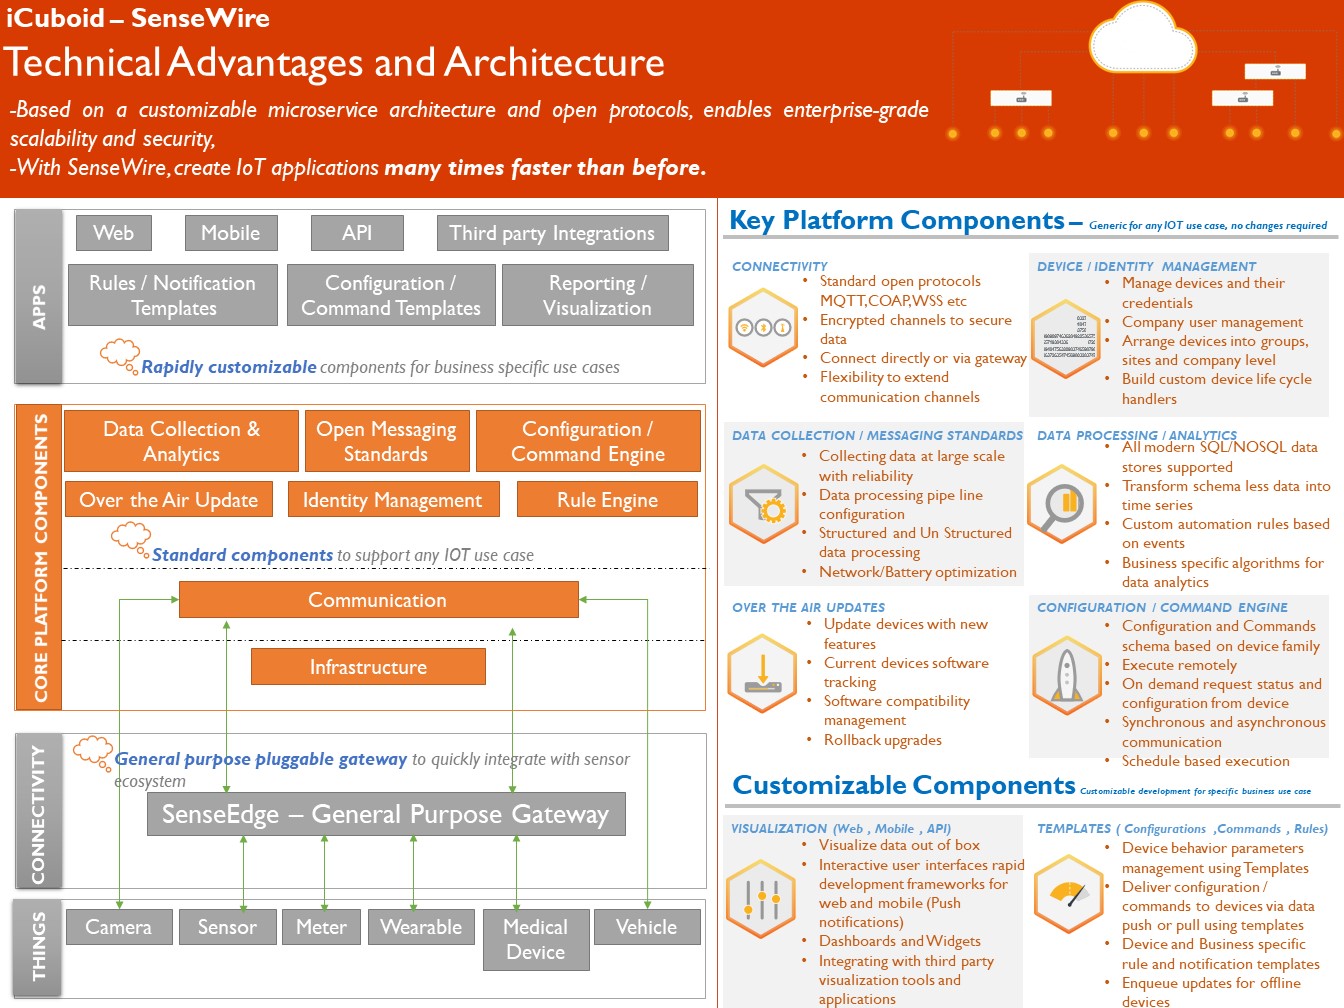 iCuboid – SenseWire
Technical Advantages and Architecture
-Based on a customizable microservice architecture and open protocols, enables enterprise-grade
scalability and security,
-With SenseWire, create IoT applications many times faster than before.
APPS
Web
Mobile
API
Third party Integrations
Rules / Notification
Templates
Configuration /
Command Templates
Reporting /
Visualization
Rapidly customizable components for business specific use cases
CORE PLATFORM COMPONENTS
Data Collection &
Analytics
Open Messaging
Standards
Configuration /
Command Engine
Over the Air Update
Identity Management
Rule Engine
Standard components to support any IOT use case
Communication
Infrastructure
CONNECTIVITY
General purpose pluggable gateway to quickly integrate with sensor
ecosystem
SenseEdge – General Purpose Gateway
THINGS
Camera
Sensor
Meter
Wearable
Medical
Device
Vehicle
Key Platform Components – Generic for any IOT use case, no changes required
CONNECTIVITY
• Standard open protocols
MQTT,COAP,WSS etc
• Encrypted channels to secure
data
• Connect directly or via gateway
• Flexibility to extend
communication channels
DEVICE / IDENTITY MANAGEMENT
• Manage devices and their
credentials
• Company user management
• Arrange devices into groups,
sites and company level
• Build custom device life cycle
handlers
DATA COLLECTION / MESSAGING STANDARDS
• Collecting data at large scale
with reliability
• Data processing pipe line
configuration
• Structured and Un Structured
data processing
• Network/Battery optimization
DATA PROCESSING / ANALYTICS
• All modern SQL/NOSQL data
stores supported
• Transform schema less data into
time series
• Custom automation rules based
on events
• Business specific algorithms for
data analytics
OVER THE AIR UPDATES
• Update devices with new
features
• Current devices software
tracking
• Software compatibility
management
• Rollback upgrades
CONFIGURATION / COMMAND ENGINE
• Configuration and Commands
schema based on device family
• Execute remotely
• On demand request status and
configuration from device
• Synchronous and asynchronous
communication
• Schedule based execution
Customizable Components Customizable development for specific business use case
VISUALIZATION (Web , Mobile , API)
• Visualize data out of box
• Interactive user interfaces rapid
development frameworks for
web and mobile (Push
notifications)
• Dashboards and Widgets
• Integrating with third party
visualization tools and
applications
TEMPLATES ( Configurations ,Commands , Rules)
• Device behavior parameters
management using Templates
• Deliver configuration /
commands to devices via data
push or pull using templates
• Device and Business specific
rule and notification templates
• Enqueue updates for offline
devices